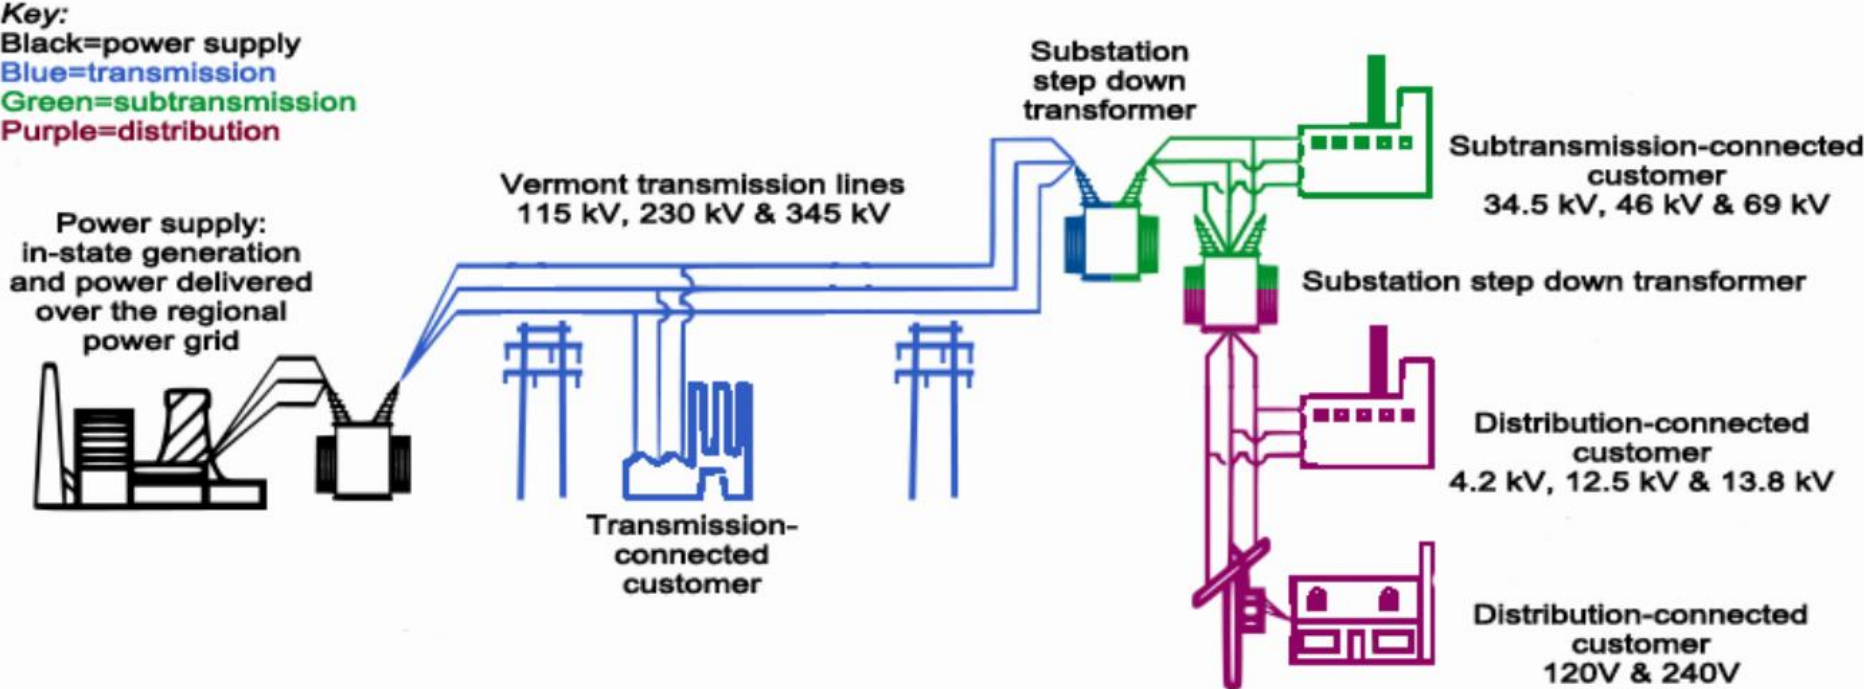 Key:
Black=power supply
Blue=transmission
Green=subtransmission
Purple=distribution
Power supply:
in-state generation
and power delivered
over the regional
power grid
Vermont transmission lines
115 kV, 230 kV & 345 kV
Transmission-
connected
customer
Substation
step down
transformer
Subtransmission-connected
customer
34.5 kV, 46 kV & 69 kV
Substation step down transformer
Distribution-connected
customer
4.2 kV, 12.5 kV & 13.8 kV
Distribution-connected
customer
120V & 240V